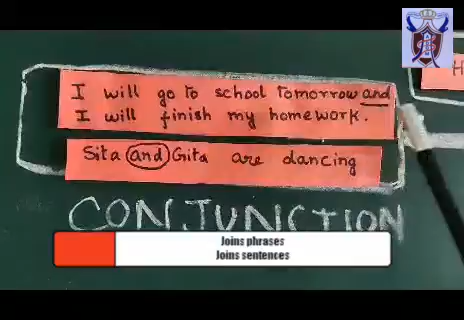 I will go to school tomorrow and
I will finish my homework.
Sita and Gita are dancing
CONJUNCTION
Joins phrases
Joins sentences
H